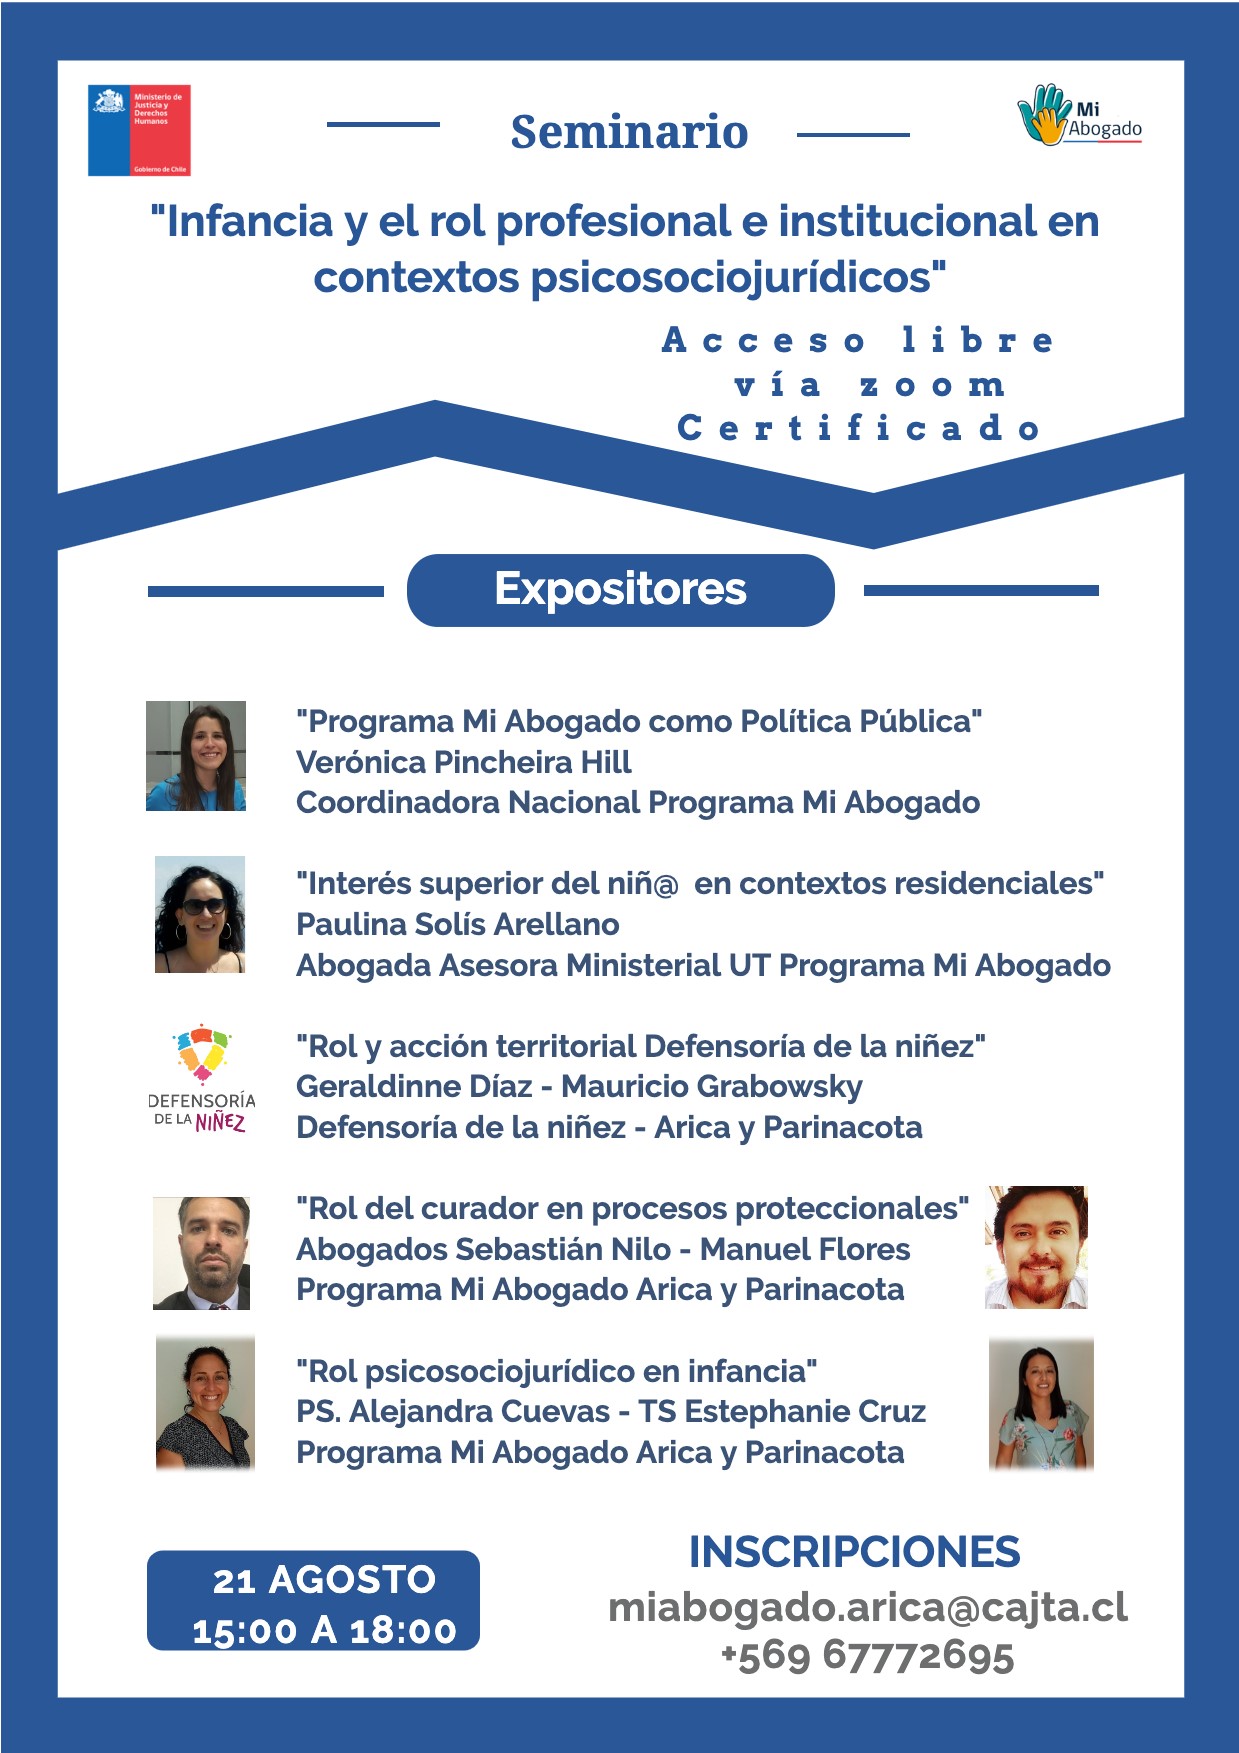 Ministerio de
Justicia y
Derechos
Humanos
Gobierno de Chile
Seminario
Mi
Abogado
"Infancia y el rol profesional e institucional en
contextos psicosociojurídicos"
Acceso libre
vía zoom
Certificado
Expositores
"Programa Mi Abogado como Política Pública"
Verónica Pincheira Hill
Coordinadora Nacional Programa Mi Abogado
"Interés superior del niñ@ en contextos residenciales"
Paulina Solís Arellano
Abogada Asesora Ministerial UT Programa Mi Abogado
DEFENSORÍA
DE LA NIÑEZ
"Rol y acción territorial Defensoría de la niñez"
Geraldinne Díaz - Mauricio Grabowsky
Defensoría de la niñez - Arica y Parinacota
"Rol del curador en procesos proteccionales"
Abogados Sebastián Nilo - Manuel Flores
Programa Mi Abogado Arica y Parinacota
"Rol psicosociojurídico en infancia"
PS. Alejandra Cuevas - TS Estephanie Cruz
Programa Mi Abogado Arica y Parinacota
21 AGOSTO
15:00 A 18:00
INSCRIPCIONES
miabogado.arica@cajta.cl
+569 67772695